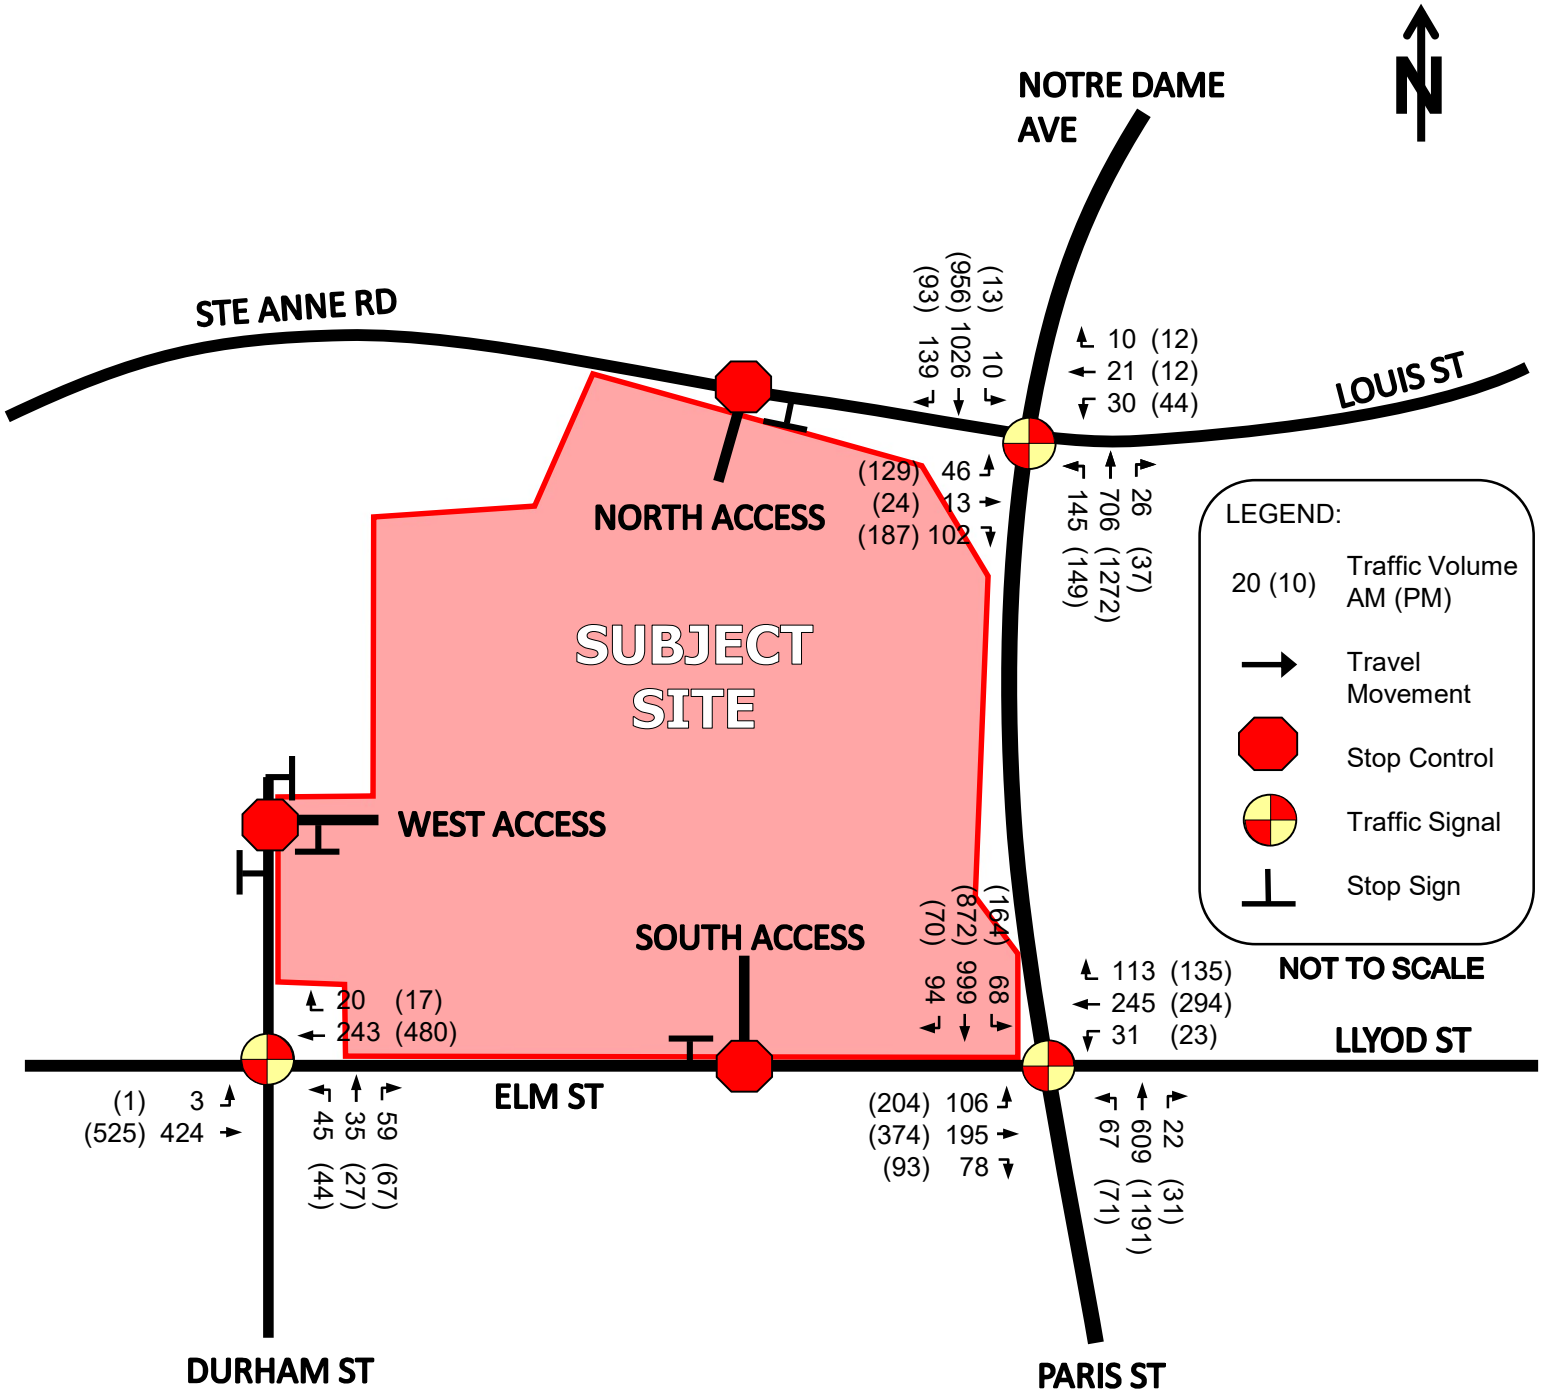 N
NOTRE DAME
AVE
STE ANNE RD
(13) 10
(956) 1026
(93) 139
10 (12)
21 (12)
30 (44)
LOUIS ST
(129) 46
(24) 13
(187) 102
26 (37)
706 (1272)
145 (149)
NORTH ACCESS
LEGEND:
20 (10)
Traffic Volume
AM (PM)
Travel
Movement
Stop Control
Traffic Signal
Stop Sign
NOT TO SCALE
SUBJECT
SITE
WEST ACCESS
SOUTH ACCESS
(164) 68
(872) 999
(70) 94
113 (135)
245 (294)
31 (23)
LLYOD ST
20 (17)
243 (480)
ELM ST
(1) 3
(525) 424
59 (67)
35 (27)
45 (44)
(204) 106
(374) 195
(93) 78
22 (31)
609 (1191)
67 (71)
DURHAM ST
PARIS ST